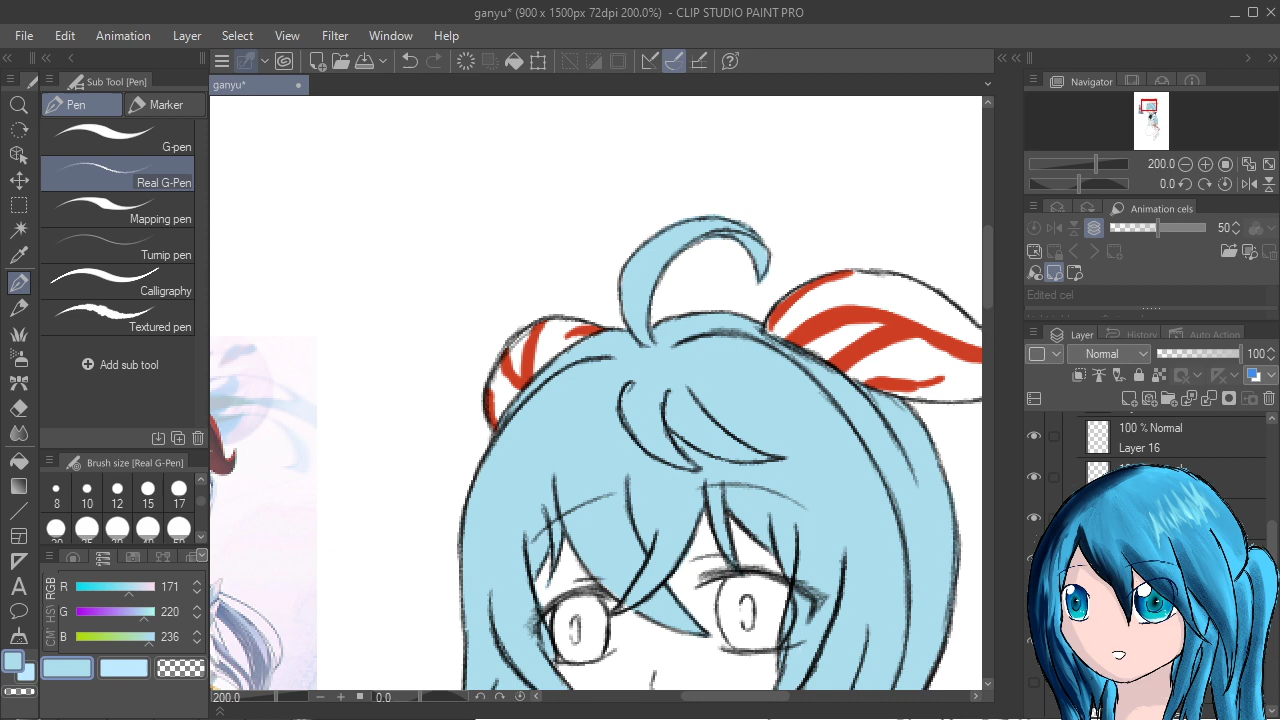 ganyu* (900 x 1500px 72dpi 200.0%) - CLIP STUDIO PAINT PRO
File Edit Animation Layer Select View Filter Window Help
Sub Tool [Pen]
ganyu*
Navigator
Pen Marker
G-pen
Real G-Pen
Mapping pen
Turnip pen
Calligraphy
Textured pen
Add sub tool
200.0
0.0
Animation cels
50
Edited cel
Layer History Auto Action
Normal 100
100 % Normal
Layer 16
Brush size [Real G-Pen]
8 10 12 15 17
RGB
HSV
R 171
G 220
B 236
200.0 0.0